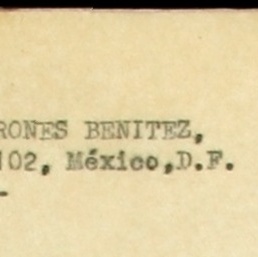 RONES BENITEZ,
102, México,D.F.
-